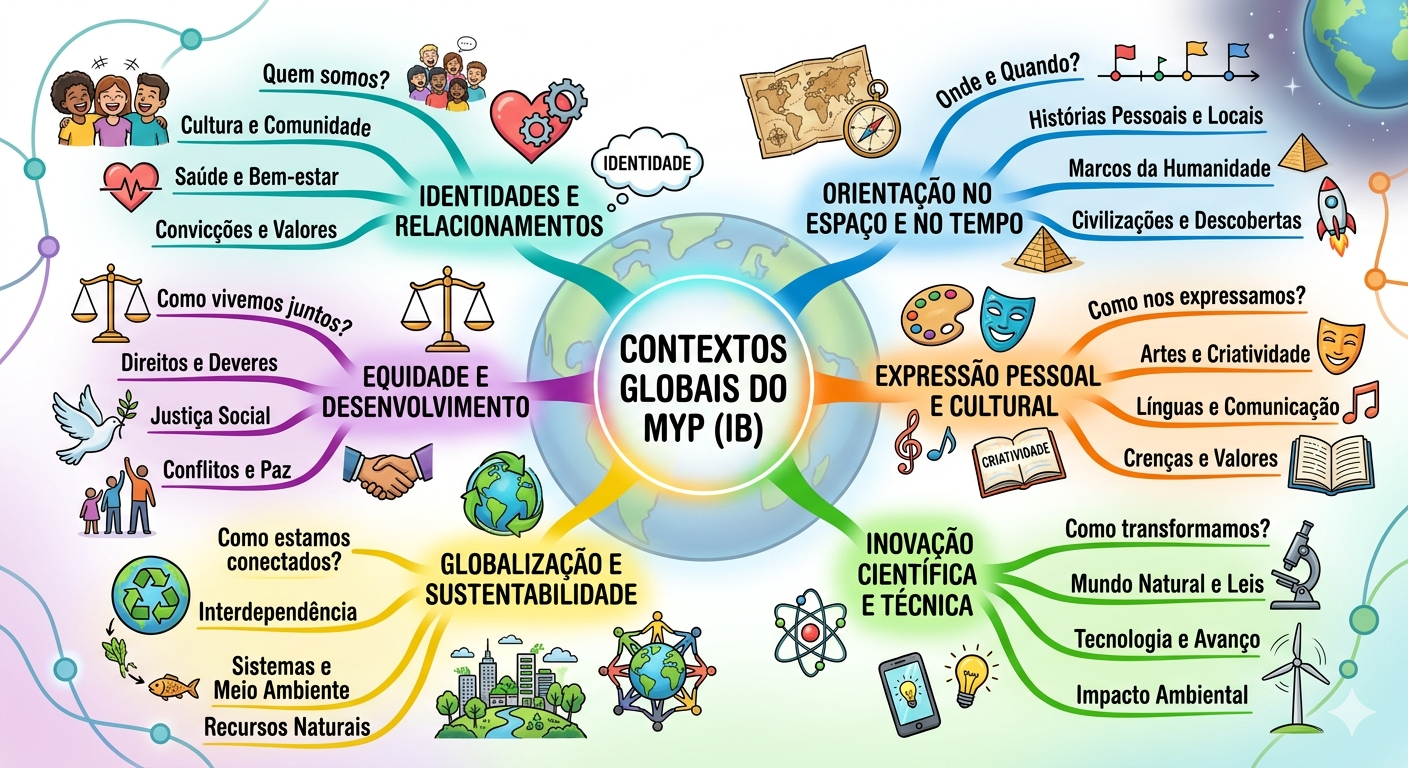 CONTEXTOS
GLOBAIS DO
MYP (IB)
IDENTIDADES E
RELACIONAMENTOS
Quem somos?
Cultura e Comunidade
Saúde e Bem-estar
Convicções e Valores
IDENTIDADE
ORIENTAÇÃO NO
ESPAÇO E NO TEMPO
Onde e Quando?
Histórias Pessoais e Locais
Marcos da Humanidade
Civilizações e Descobertas
EQUIDADE E
DESENVOLVIMENTO
Como vivemos juntos?
Direitos e Deveres
Justiça Social
Conflitos e Paz
EXPRESSÃO PESSOAL
E CULTURAL
Como nos expressamos?
Artes e Criatividade
Línguas e Comunicação
Crenças e Valores
CRIATIVIDADE
GLOBALIZAÇÃO E
SUSTENTABILIDADE
Como estamos
conectados?
Interdependência
Sistemas e
Meio Ambiente
Recursos Naturais
INOVAÇÃO
CIENTÍFICA
E TÉCNICA
Como transformamos?
Mundo Natural e Leis
Tecnologia e Avanço
Impacto Ambiental